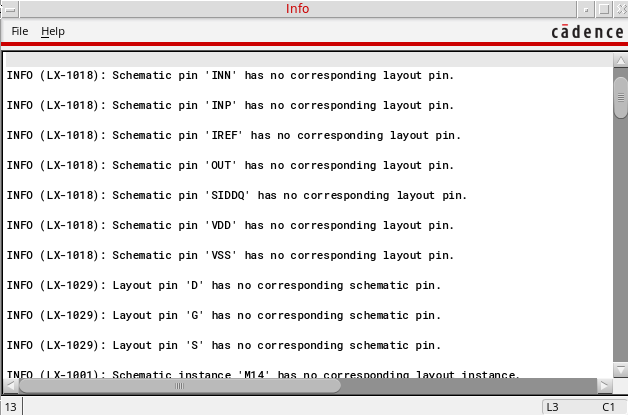 Info
File Help
cādence
INFO (LX-1018): Schematic pin 'INN' has no corresponding layout pin.
INFO (LX-1018): Schematic pin 'INP' has no corresponding layout pin.
INFO (LX-1018): Schematic pin 'IREF' has no corresponding layout pin.
INFO (LX-1018): Schematic pin 'OUT' has no corresponding layout pin.
INFO (LX-1018): Schematic pin 'SIDDQ' has no corresponding layout pin.
INFO (LX-1018): Schematic pin 'VDD' has no corresponding layout pin.
INFO (LX-1018): Schematic pin 'VSS' has no corresponding layout pin.
INFO (LX-1029): Layout pin 'D' has no corresponding schematic pin.
INFO (LX-1029): Layout pin 'G' has no corresponding schematic pin.
INFO (LX-1029): Layout pin 'S' has no corresponding schematic pin.
INFO (LX-1001): Schematic instance 'M14' has no corresponding layout instance.
13 L3 C1